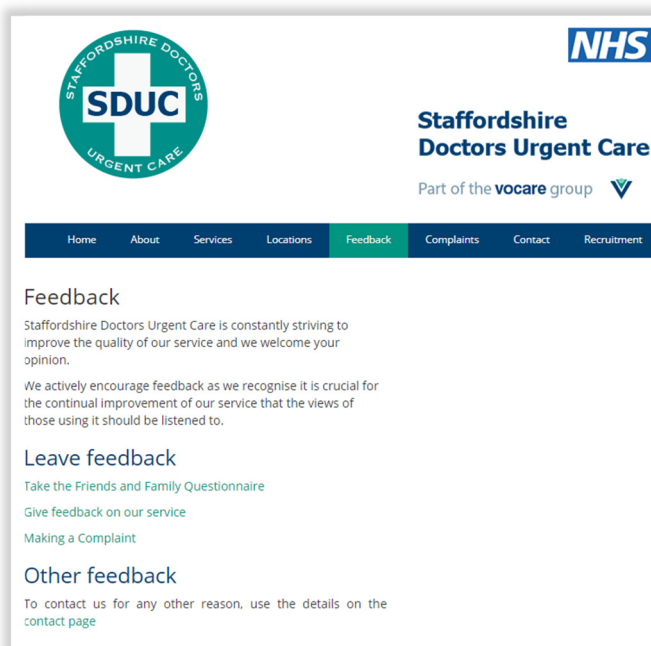 STAFFORDSHIRE DOCTORS
SDUC
URGENT CARE
NHS
Staffordshire
Doctors Urgent Care
Part of the vocare group
Home About Services Locations Feedback Complaints Contact Recruitment
Feedback
Staffordshire Doctors Urgent Care is constantly striving to
improve the quality of our service and we welcome your
opinion.
We actively encourage feedback as we recognise it is crucial for
the continual improvement of our service that the views of
those using it should be listened to.
Leave feedback
Take the Friends and Family Questionnaire
Give feedback on our service
Making a Complaint
Other feedback
To contact us for any other reason, use the details on the
contact page